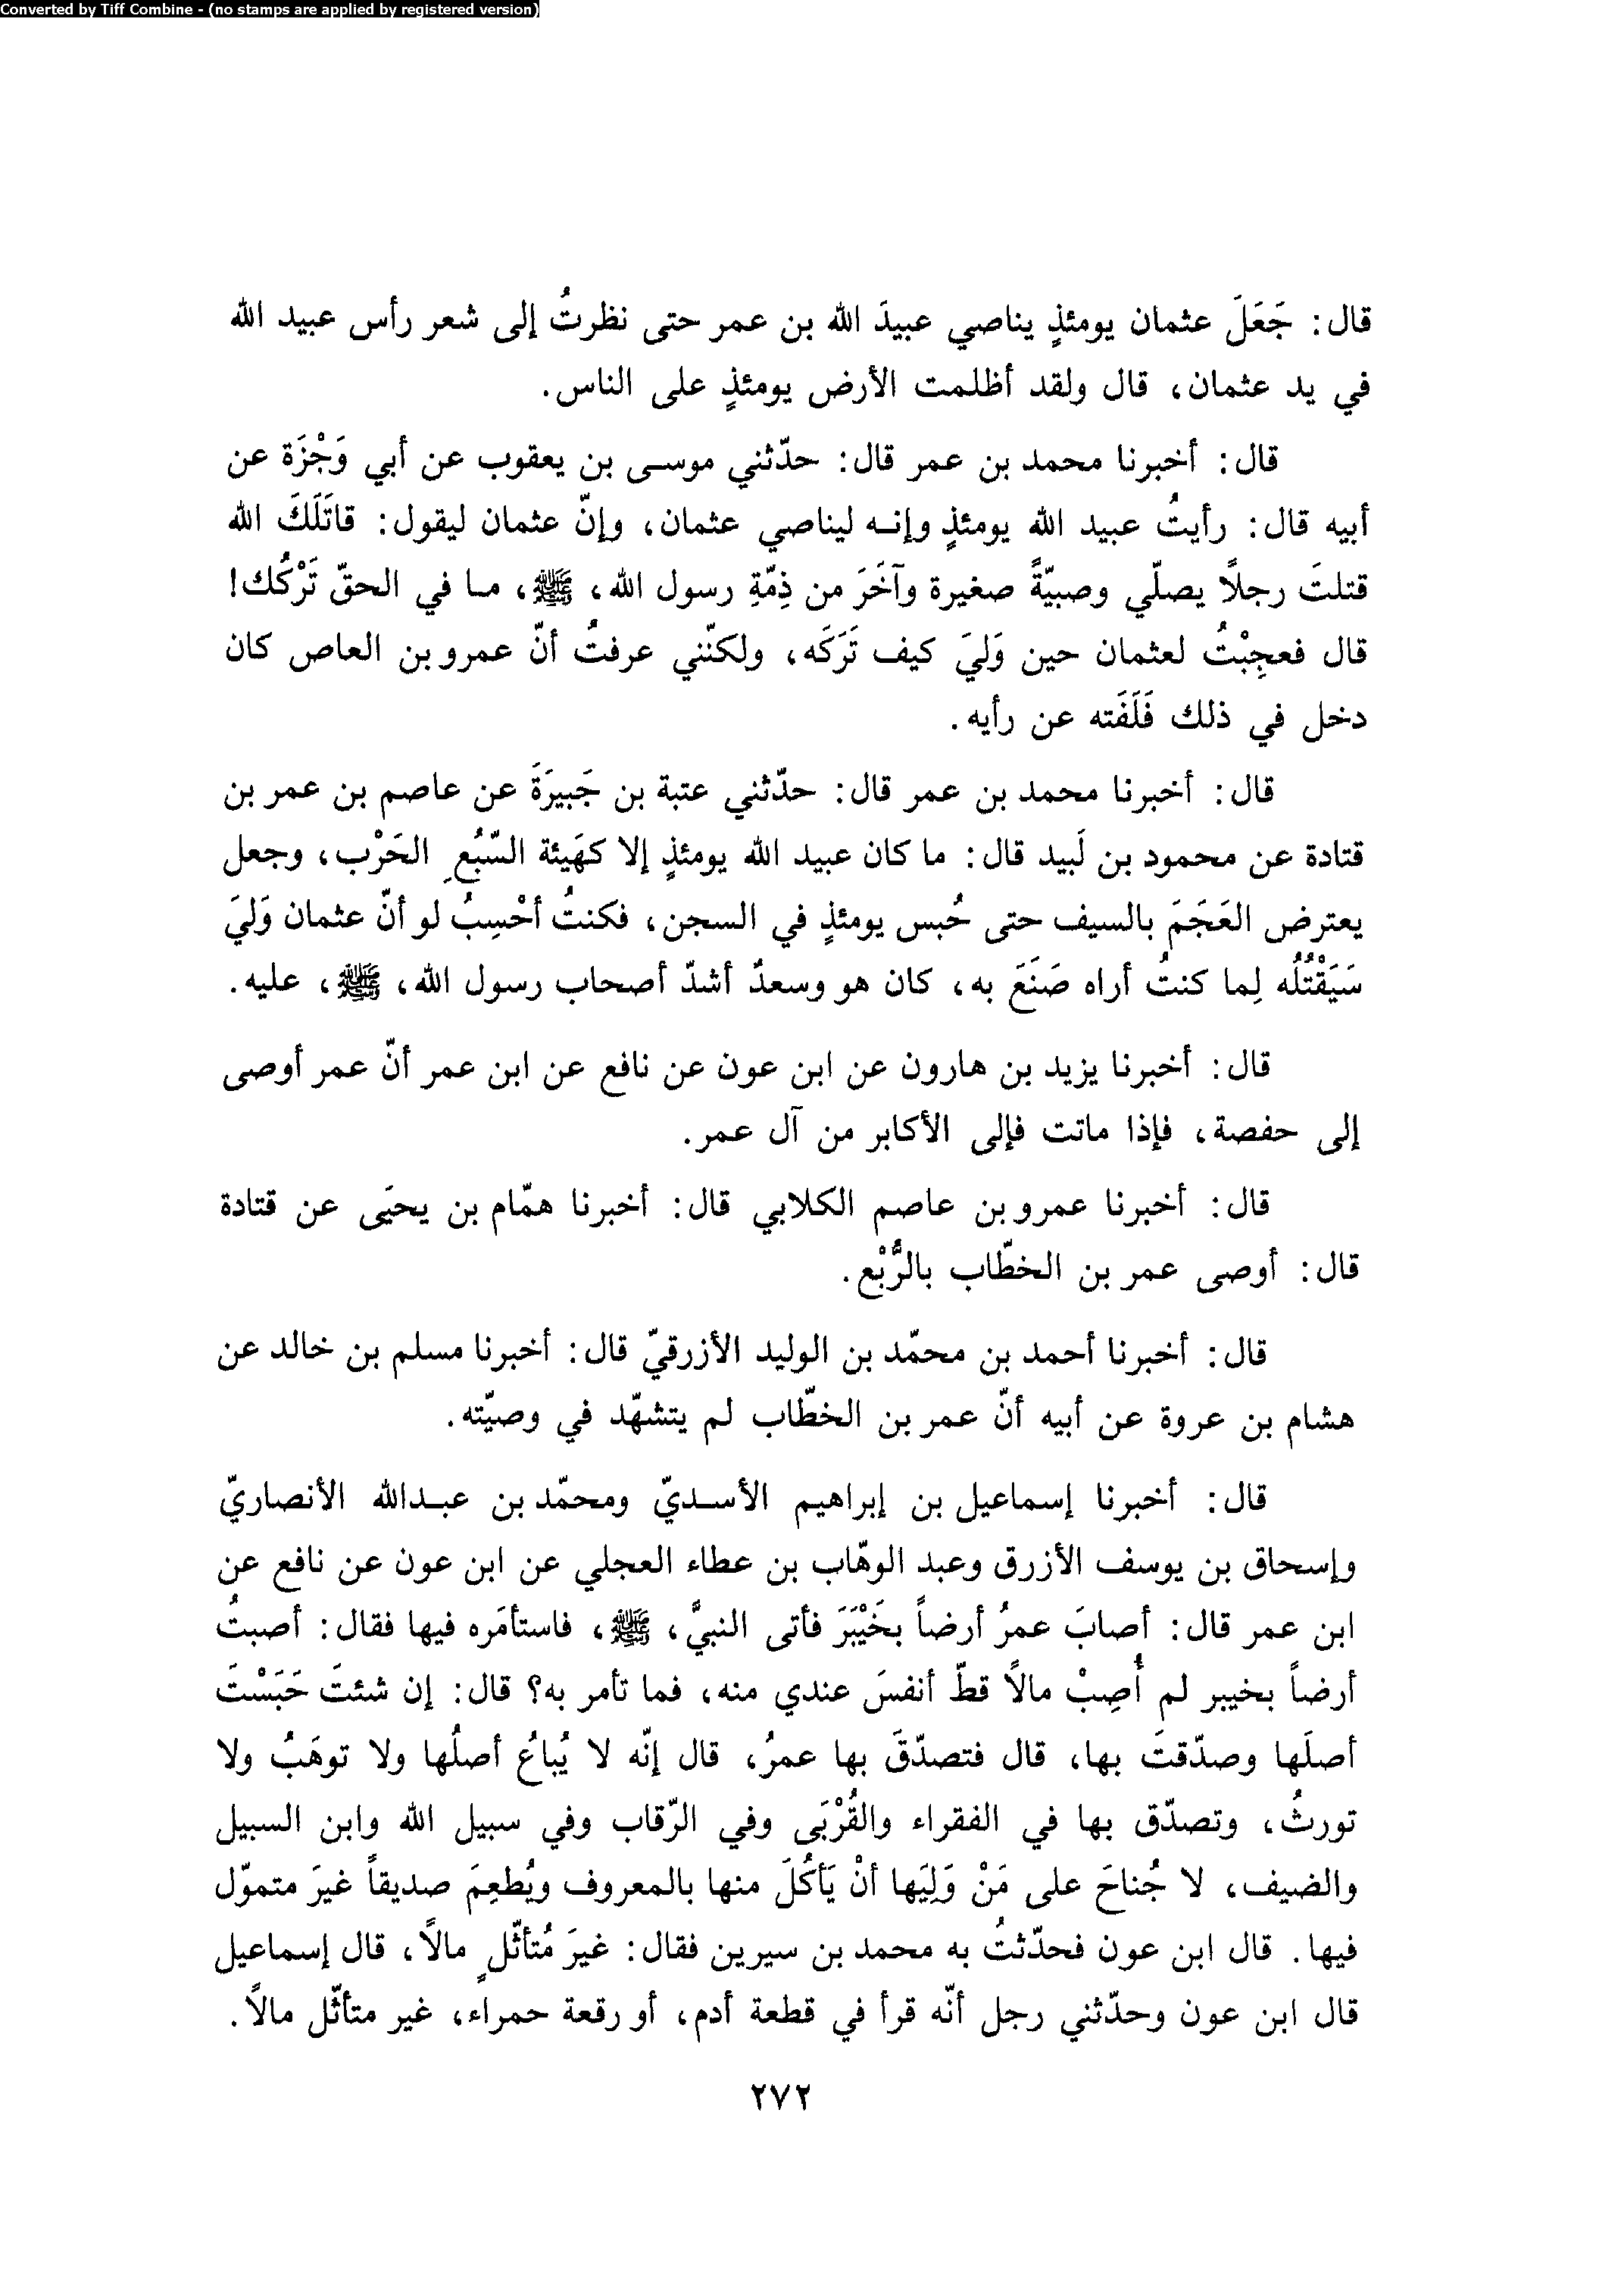 Converted by Tiff Combine - (no stamps are applied by registered version)
قال: جَعَلَ عثمان يومئذٍ يناصي عبيدَ الله بن عمر حتى نظرتُ إلى شعر رأس عبيد الله
في يد عثمان، قال ولقد أظلمت الأرض يومئذٍ على الناس.
قال: أخبرنا محمد بن عمر قال: حدّثني موسى بن يعقوب عن أبي وَجْزَة عن
أبيه قال: رأيتُ عبيد الله يومئذٍ وإنه ليناصي عثمان، وإنّ عثمان ليقول: قاتَلَكَ الله
قتلتَ رجلاً يصلّي وصبيّةً صغيرة وآخَرَ من ذِمّةِ رسول الله، ﷺ، ما في الحقّ تَرْكُك!
قال فعجِبْتُ لعثمان حين وَليَ كيف تَرَكَه، ولكنّني عرفتُ أنّ عمرو بن العاص كان
دخل في ذلك فَلَفَته عن رأيه.
قال: أخبرنا محمد بن عمر قال: حدّثني عتبة بن جَبيرَةَ عن عاصم بن عمر بن
قتادة عن محمود بن لَبيد قال: ما كان عبيد الله يومئذٍ إلا كهَيئة السّبُعِ الحَرْب، وجعل
يعترض العَجَمَ بالسيف حتى حُبس يومئذٍ في السجن، فكنتُ أحْسِبُ لو أنّ عثمان وَليَ
سَيَقْتُلُه لِما كنتُ أراه صَنَعَ به، كان هو وسعدٌ أشدّ أصحاب رسول الله، ﷺ، عليه.
قال: أخبرنا يزيد بن هارون عن ابن عون عن نافع عن ابن عمر أنّ عمر أوصى
إلى حفصة، فإذا ماتت فإلى الأكابر من آل عمر.
قال: أخبرنا عمرو بن عاصم الكلابي قال: أخبرنا همّام بن يحيَى عن قتادة
قال: أوصى عمر بن الخطّاب بالرُّبْع.
قال: أخبرنا أحمد بن محمّد بن الوليد الأزرقيّ قال: أخبرنا مسلم بن خالد عن
هشام بن عروة عن أبيه أنّ عمر بن الخطّاب لم يتشهّد في وصيّته.
قال: أخبرنا إسماعيل بن إبراهيم الأسديّ ومحمّد بن عبدالله الأنصاريّ
وإسحاق بن يوسف الأزرق وعبد الوهّاب بن عطاء العجلي عن ابن عون عن نافع عن
ابن عمر قال: أصابَ عمرُ أرضاً بخَيْبَرَ فأتى النبيَّ، ﷺ، فاستأمَره فيها فقال: أصبتُ
أرضاً بخيبر لم أُصِبْ مالاً قطّ أنفسَ عندي منه، فما تأمر به؟ قال: إن شئتَ حَبَسْتَ
أصلَها وصدّقتَ بها، قال فتصدّقَ بها عمرُ، قال إنّه لا يُباعُ أصلُها ولا توهَبُ ولا
تورثُ، وتصدّق بها في الفقراء والقُرْبَى وفي الرّقاب وفي سبيل الله وابن السبيل
والضيف، لا جُناحَ على مَنْ وَلِيَها أنْ يَأكُلَ منها بالمعروف ويُطعِمَ صديقاً غيرَ متموّل
فيها. قال ابن عون فحدّثتُ به محمد بن سيرين فقال: غيرَ مُتأثّلٍ مالاً، قال إسماعيل
قال ابن عون وحدّثني رجل أنّه قرأ في قطعة أدم، أو رقعة حمراء، غير متأثّل مالاً.
٢٧٢